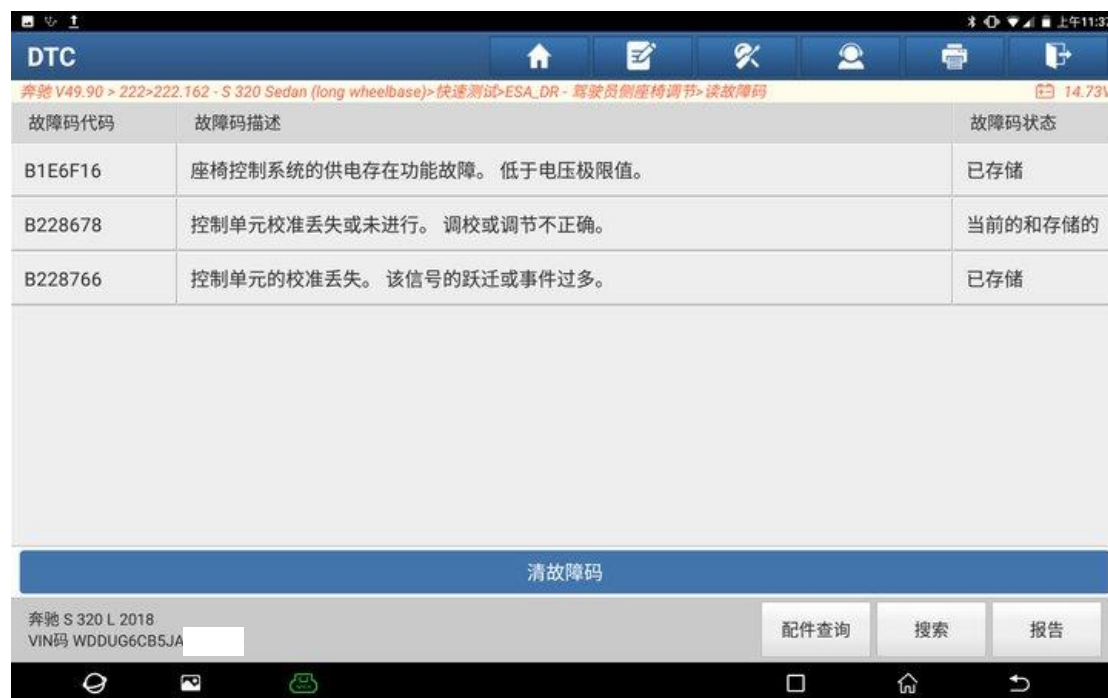 上午11:37
DTC
奔驰 V49.90 > 222>222.162 - S 320 Sedan (long wheelbase)>快速测试>ESA_DR - 驾驶员侧座椅调节>读故障码 14.73V
故障码代码 故障码描述 故障码状态
B1E6F16 座椅控制系统的供电存在功能故障。 低于电压极限值。 已存储
B228678 控制单元校准丢失或未进行。 调校或调节不正确。 当前的和存储的
B228766 控制单元的校准丢失。 该信号的跃迁或事件过多。 已存储
清故障码
奔驰 S 320 L 2018
VIN码 WDDUG6CB5JA
配件查询 搜索 报告